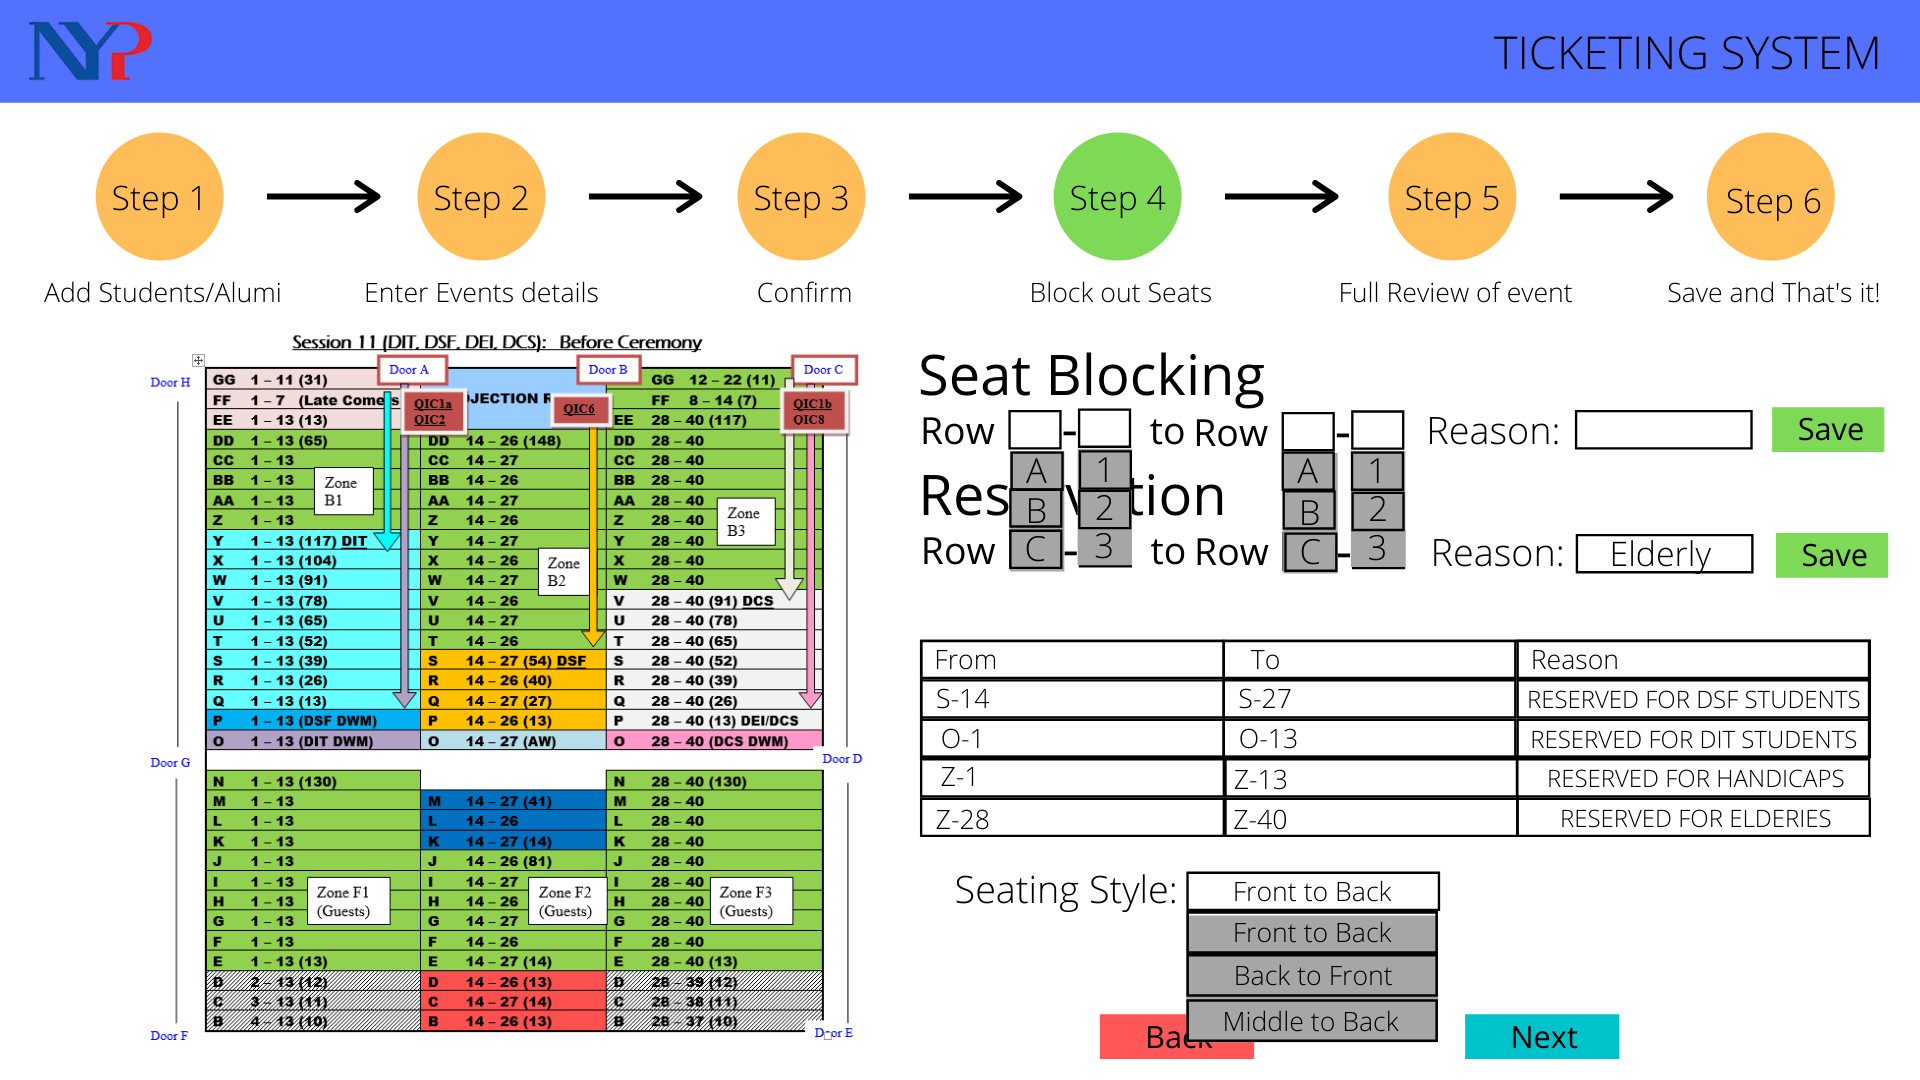 NYP
TICKETING SYSTEM
Step 1
Step 2
Step 3
Step 4
Step 5
Step 6
Add Students/Alumi
Enter Events details
Confirm
Block out Seats
Full Review of event
Save and That's it!
Session 11 (DIT, DSF, DEI, DCS): Before Ceremony
Door H
Door A
Door B
Door C
GG 1 – 11 (31)
GG 12 – 22 (11)
FF 1 – 7 (Late Comers
JECTION R
FF 8 – 14 (7)
QIC1a
QIC2
QIC6
QIC1b
QIC8
EE 1 – 13 (13)
EE 28 – 40 (117)
DD 1 – 13 (65) DD 14 – 26 (148) DD 28 – 40
CC 1 – 13 CC 14 – 27 CC 28 – 40
BB 1 – 13 BB 14 – 26 BB 28 – 40
AA 1 – 13 AA 14 – 27 AA 28 – 40
Z 1 – 13 Z 14 – 26 Z 28 – 40
Y 1 – 13 (117) DIT Y 14 – 27 Y 28 – 40
X 1 – 13 (104) X 14 – 26 X 28 – 40
W 1 – 13 (91) W 14 – 27 W 28 – 40
V 1 – 13 (78) V 14 – 26 V 28 – 40 (91) DCS
U 1 – 13 (65) U 14 – 27 U 28 – 40 (78)
T 1 – 13 (52) T 14 – 26 T 28 – 40 (65)
S 1 – 13 (39) S 14 – 27 (54) DSF S 28 – 40 (52)
R 1 – 13 (26) R 14 – 26 (40) R 28 – 40 (39)
Q 1 – 13 (13) Q 14 – 27 (27) Q 28 – 40 (26)
P 1 – 13 (DSF DWM) P 14 – 26 (13) P 28 – 40 (13) DEI/DCS
O 1 – 13 (DIT DWM) O 14 – 27 (AW) O 28 – 40 (DCS DWM)
Zone
B1
Zone
B2
Zone
B3
Door G
Door D
N 1 – 13 (130) N 28 – 40 (130)
M 1 – 13 M 14 – 27 (41) M 28 – 40
L 1 – 13 L 14 – 26 L 28 – 40
K 1 – 13 K 14 – 27 (14) K 28 – 40
J 1 – 13 J 14 – 26 (81) J 28 – 40
I 1 – 13 I 14 – 27 I 28 – 40
H 1 – 13 H 14 – 26 H 28 – 40
G 1 – 13 G 14 – 27 G 28 – 40
F 1 – 13 F 14 – 26 F 28 – 40
E 1 – 13 (13) E 14 – 27 (14) E 28 – 40 (13)
D 2 – 13 (12) D 14 – 26 (13) D 28 – 39 (12)
C 3 – 13 (11) C 14 – 27 (14) C 28 – 38 (11)
B 4 – 13 (10) B 14 – 26 (13) B 28 – 37 (10)
Zone F1
(Guests)
Zone F2
(Guests)
Zone F3
(Guests)
Door F
Door E
Seat Blocking
Row - to Row - Reason: Save
A 1 A 1
Reservation
B 2 B 2
Row C - 3 to Row C - 3 Reason: Elderly Save
From To Reason
S-14 S-27 RESERVED FOR DSF STUDENTS
O-1 O-13 RESERVED FOR DIT STUDENTS
Z-1 Z-13 RESERVED FOR HANDICAPS
Z-28 Z-40 RESERVED FOR ELDERIES
Seating Style: Front to Back
Front to Back
Back to Front
Middle to Back
Back
Next